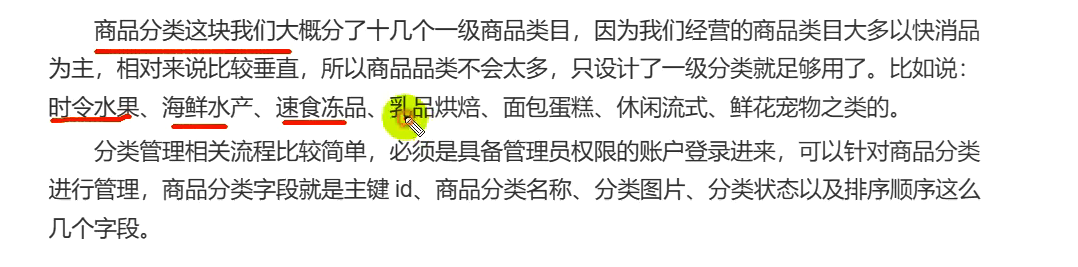 商品分类这块我们大概分了十几个一级商品类目，因为我们经营的商品类目大多以快消品
为主，相对来说比较垂直，所以商品品类不会太多，只设计了一级分类就足够用了。比如说：
时令水果、海鲜水产、速食冻品、乳品烘焙、面包蛋糕、休闲流式、鲜花宠物之类的。
分类管理相关流程比较简单，必须是具备管理员权限的账户登录进来，可以针对商品分类
进行管理，商品分类字段就是主键 id、商品分类名称、分类图片、分类状态以及排序顺序这么
几个字段。